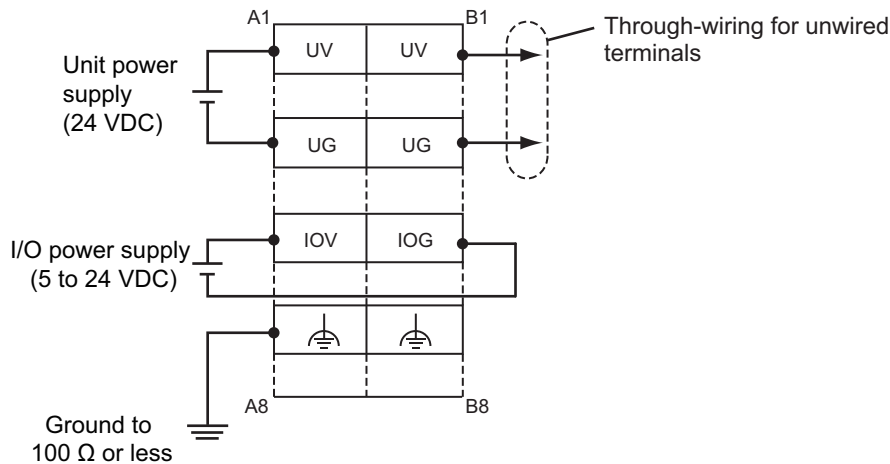 A1
B1
Through-wiring for unwired
terminals
UV
UV
Unit power
supply
(24 VDC)
UG
UG
I/O power supply
(5 to 24 VDC)
IOV
IOG
A8
B8
Ground to
100 Ω or less